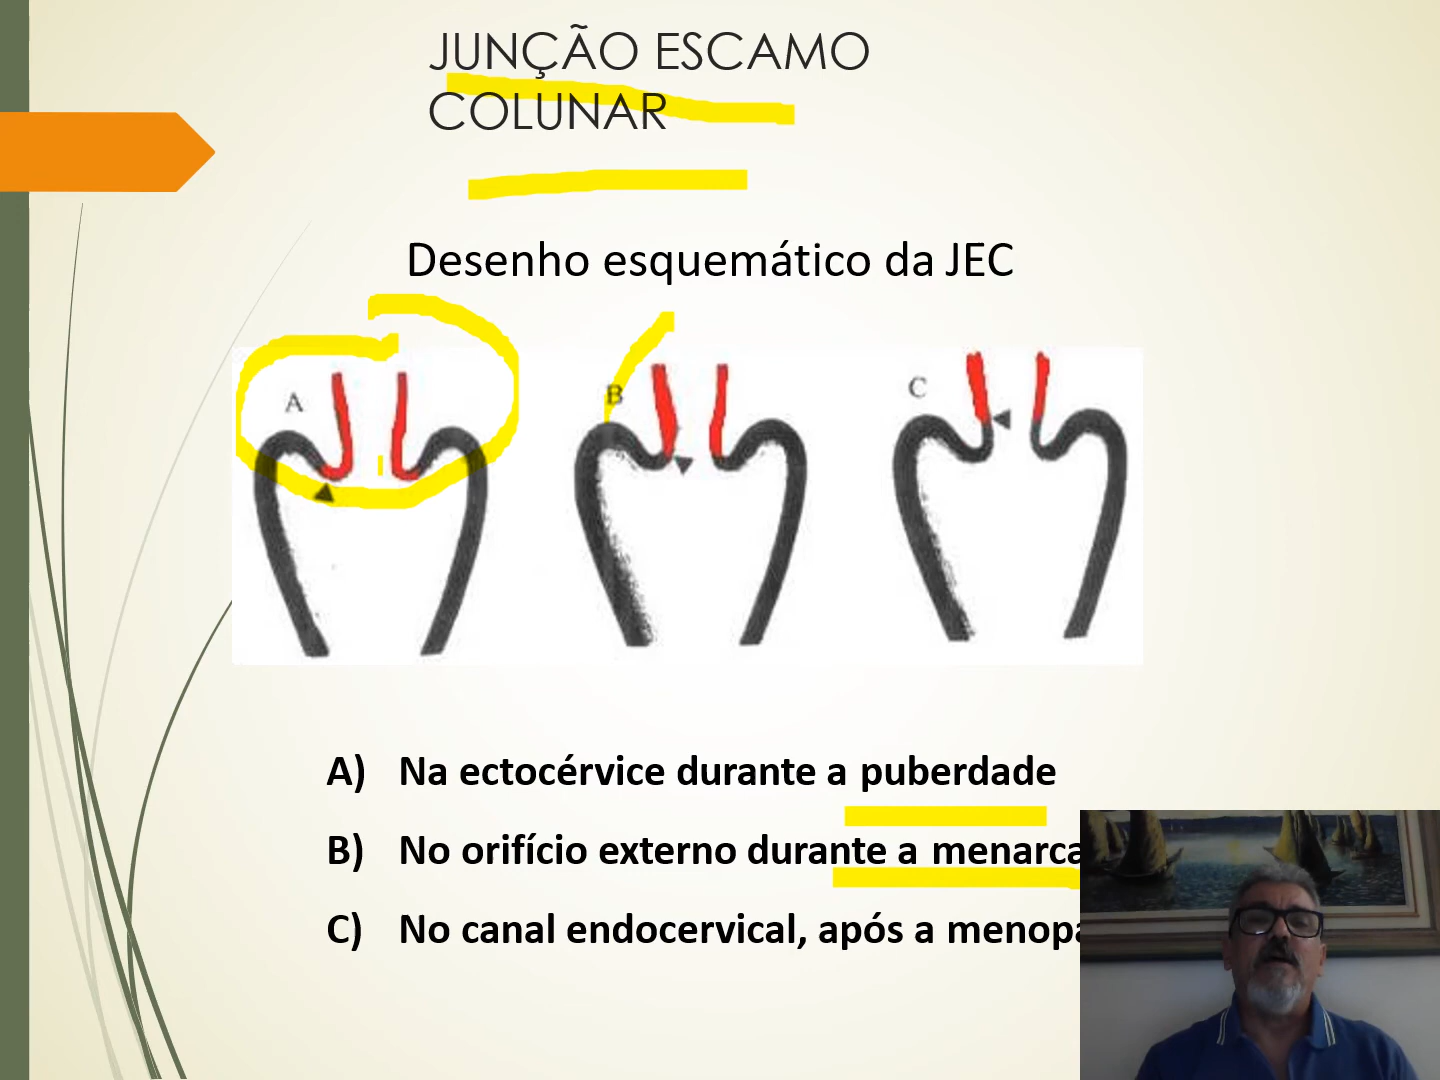 JUNÇÃO ESCAMO
COLUNAR
Desenho esquemático da JEC
A
B
C
A) Na ectocérvice durante a puberdade
B) No orifício externo durante a menarca
C) No canal endocervical, após a